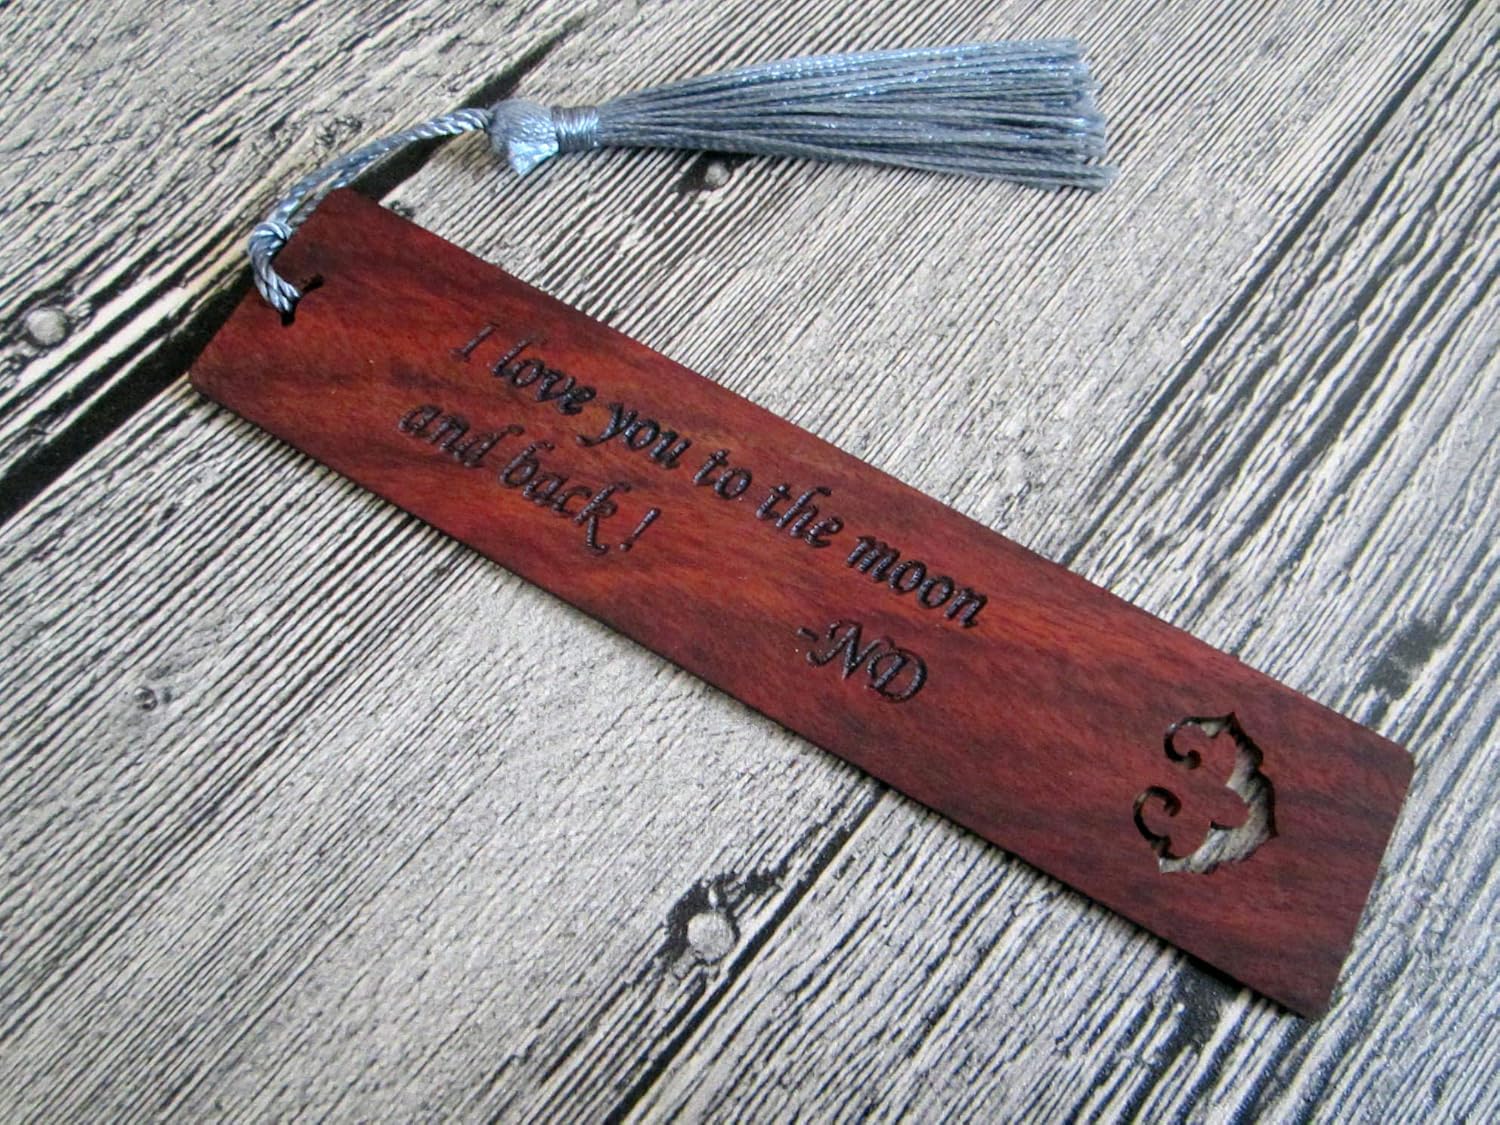 I love you to the moon
and back!
-ND